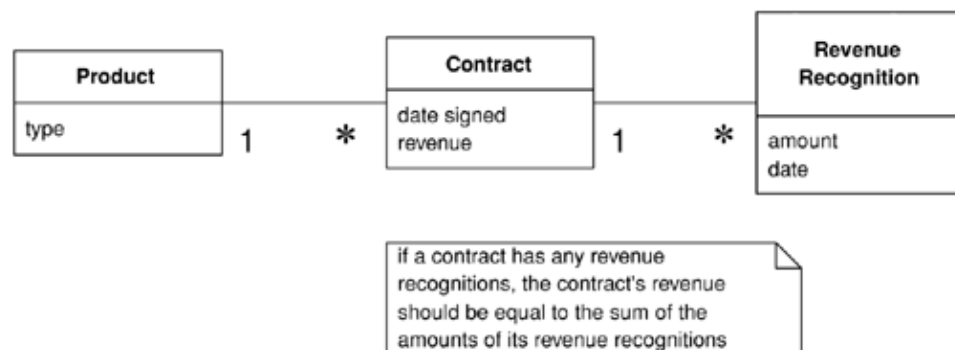 Product
type
1
*
Contract
date signed
revenue
1
*
Revenue
Recognition
amount
date
if a contract has any revenue
recognitions, the contract's revenue
should be equal to the sum of the
amounts of its revenue recognitions